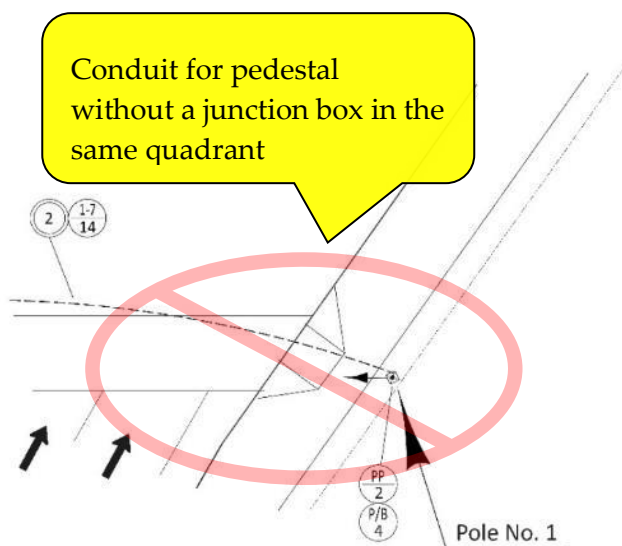 Conduit for pedestal
without a junction box in the
same quadrant
2
1-7
14
PP
2
P/B
4
Pole No. 1